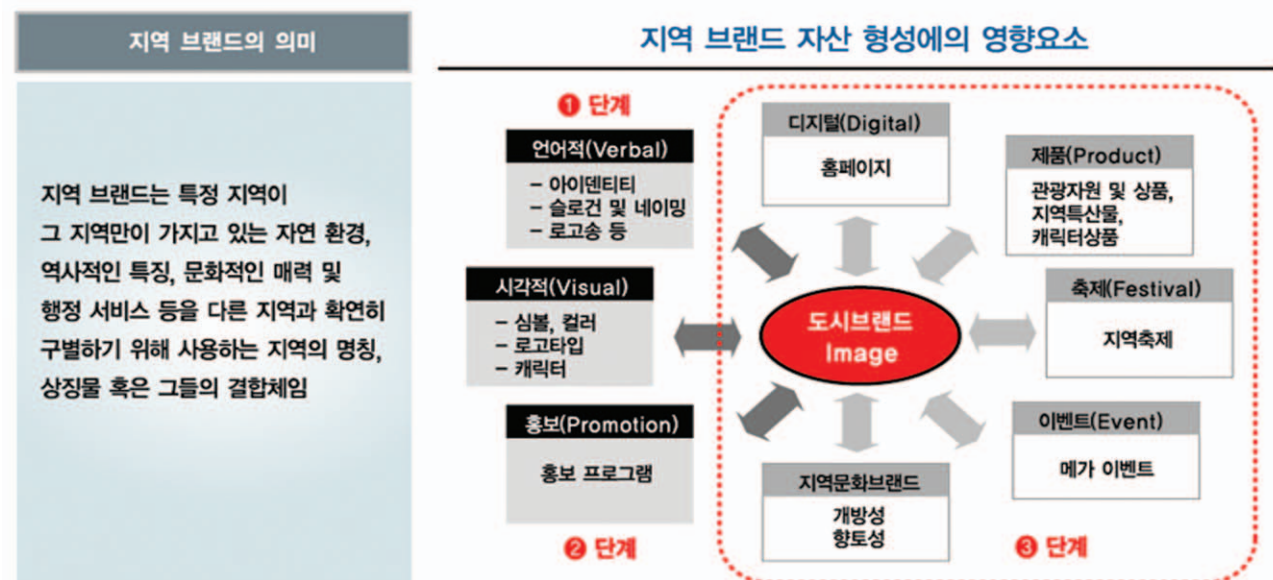 지역 브랜드의 의미
지역 브랜드는 특정 지역이
그 지역만이 가지고 있는 자연 환경,
역사적인 특징, 문화적인 매력 및
행정 서비스 등을 다른 지역과 확연히
구별하기 위해 사용하는 지역의 명칭,
상징물 혹은 그들의 결합체임
지역 브랜드 자산 형성에의 영향요소
❶ 단계
언어적(Verbal)
– 아이덴티티
– 슬로건 및 네이밍
– 로고송 등
시각적(Visual)
– 심볼, 컬러
– 로고타입
– 캐릭터
홍보(Promotion)
홍보 프로그램
❷ 단계
디지털(Digital)
홈페이지
제품(Product)
관광자원 및 상품,
지역특산물,
캐릭터상품
도시브랜드
Image
축제(Festival)
지역축제
이벤트(Event)
메가 이벤트
지역문화브랜드
개방성
향토성
❸ 단계